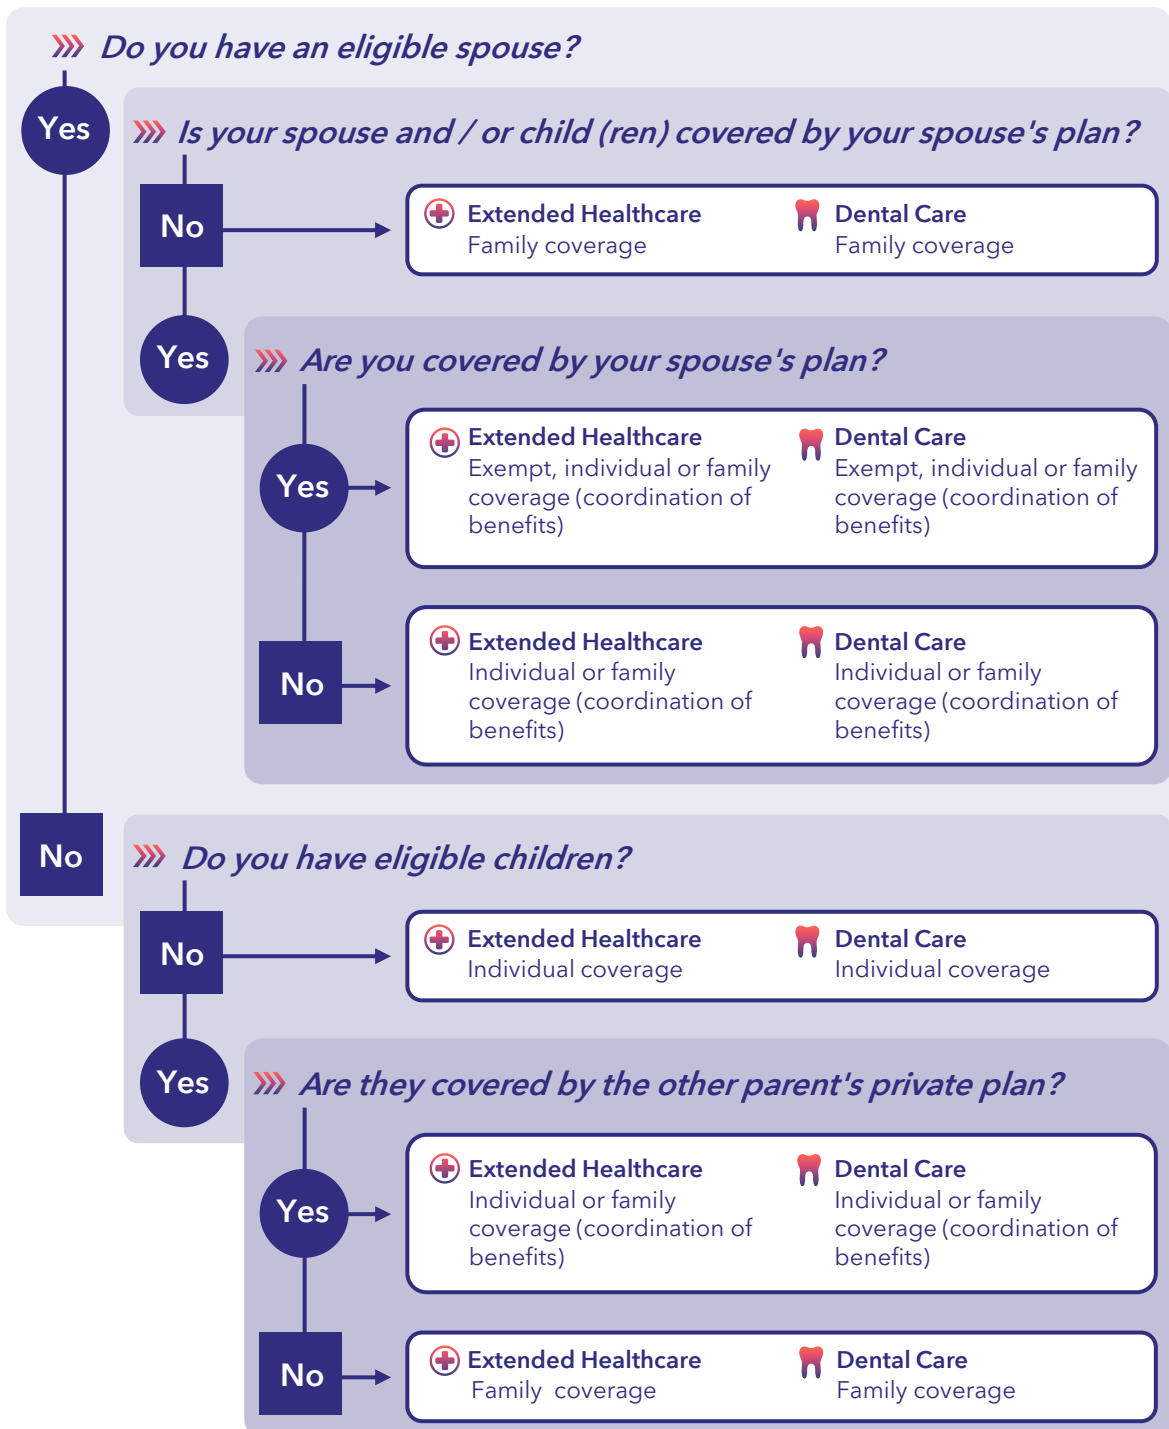 Do you have an eligible spouse?
Yes
Is your spouse and / or child (ren) covered by your spouse's plan?
No
Extended Healthcare
Family coverage
Dental Care
Family coverage
Yes
Are you covered by your spouse's plan?
Yes
Extended Healthcare
Exempt, individual or family
coverage (coordination of
benefits)
Dental Care
Exempt, individual or family
coverage (coordination of
benefits)
No
Extended Healthcare
Individual or family
coverage (coordination of
benefits)
Dental Care
Individual or family
coverage (coordination of
benefits)
No
Do you have eligible children?
No
Extended Healthcare
Individual coverage
Dental Care
Individual coverage
Yes
Are they covered by the other parent's private plan?
Yes
Extended Healthcare
Individual or family
coverage (coordination of
benefits)
Dental Care
Individual or family
coverage (coordination of
benefits)
No
Extended Healthcare
Family coverage
Dental Care
Family coverage